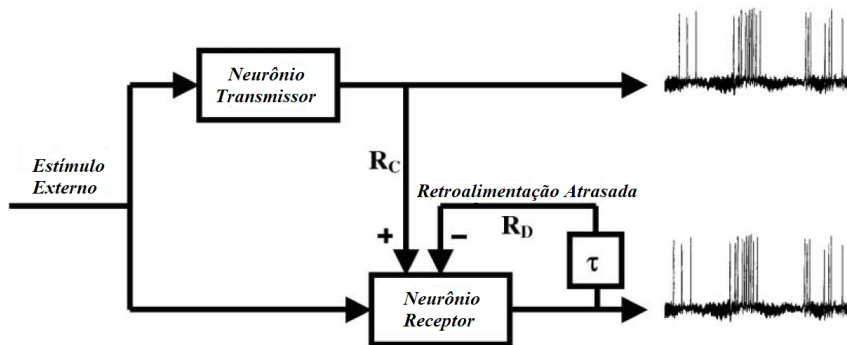 Neurônio
Transmissor
Estímulo
Externo
R_C
Retroalimentação Atrasada
+
−
R_D
τ
Neurônio
Receptor